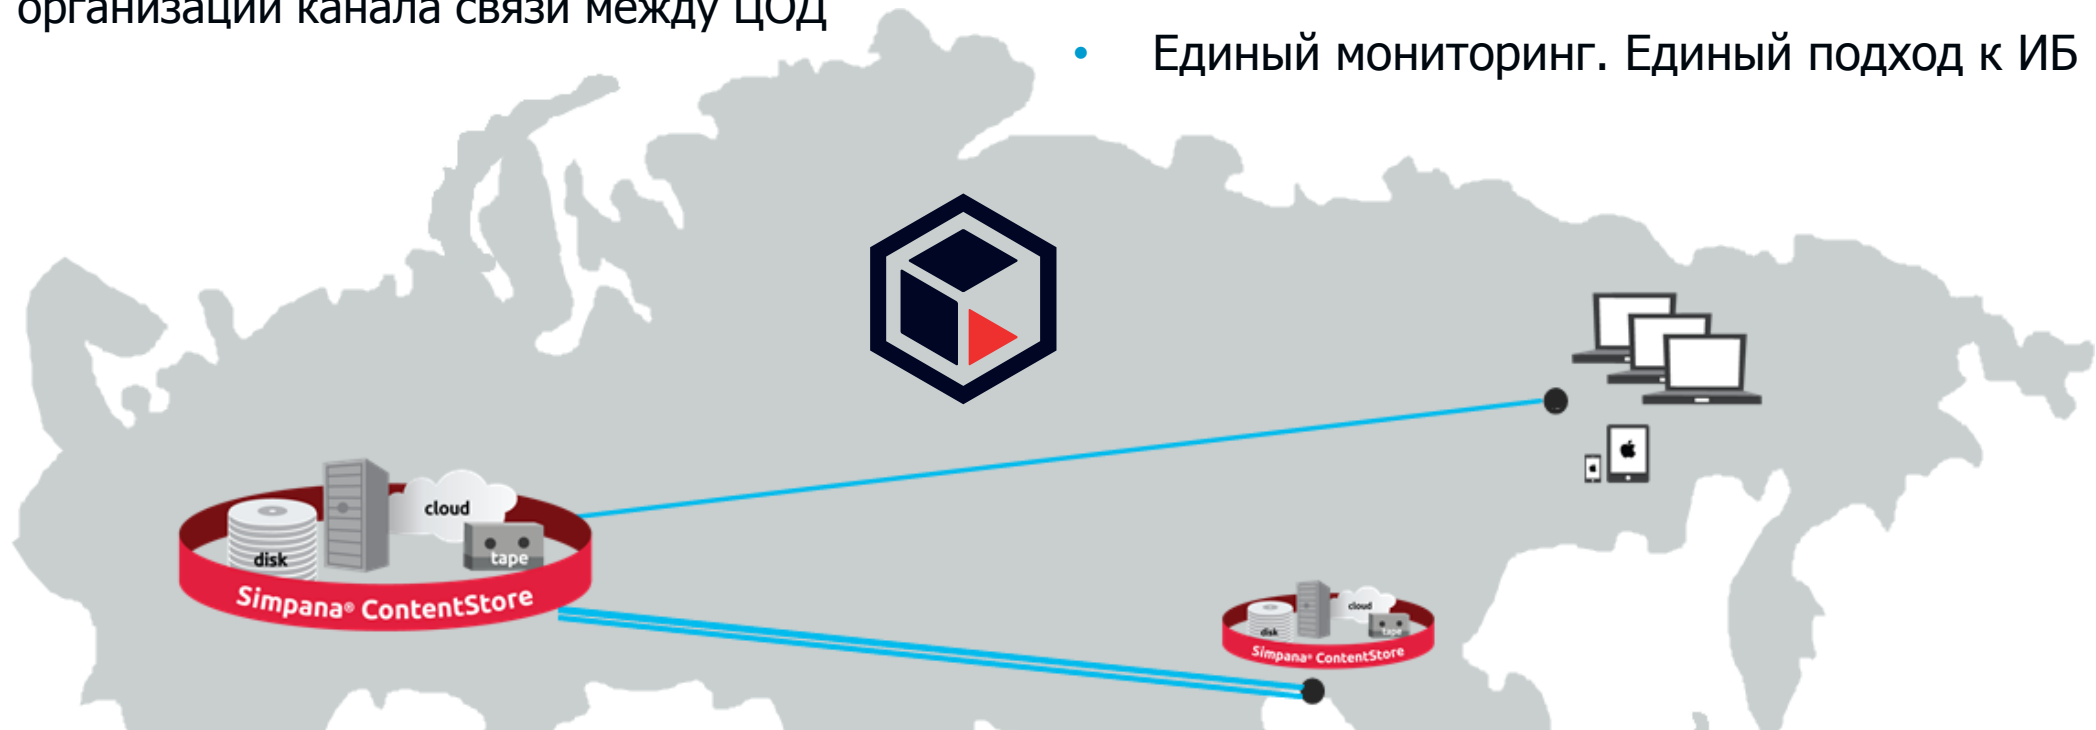 организации канала связи между ЦОД
• Единый мониторинг. Единый подход к ИБ
cloud
disk
tape
Simpana® ContentStore
cloud
disk
tape
Simpana® ContentStore